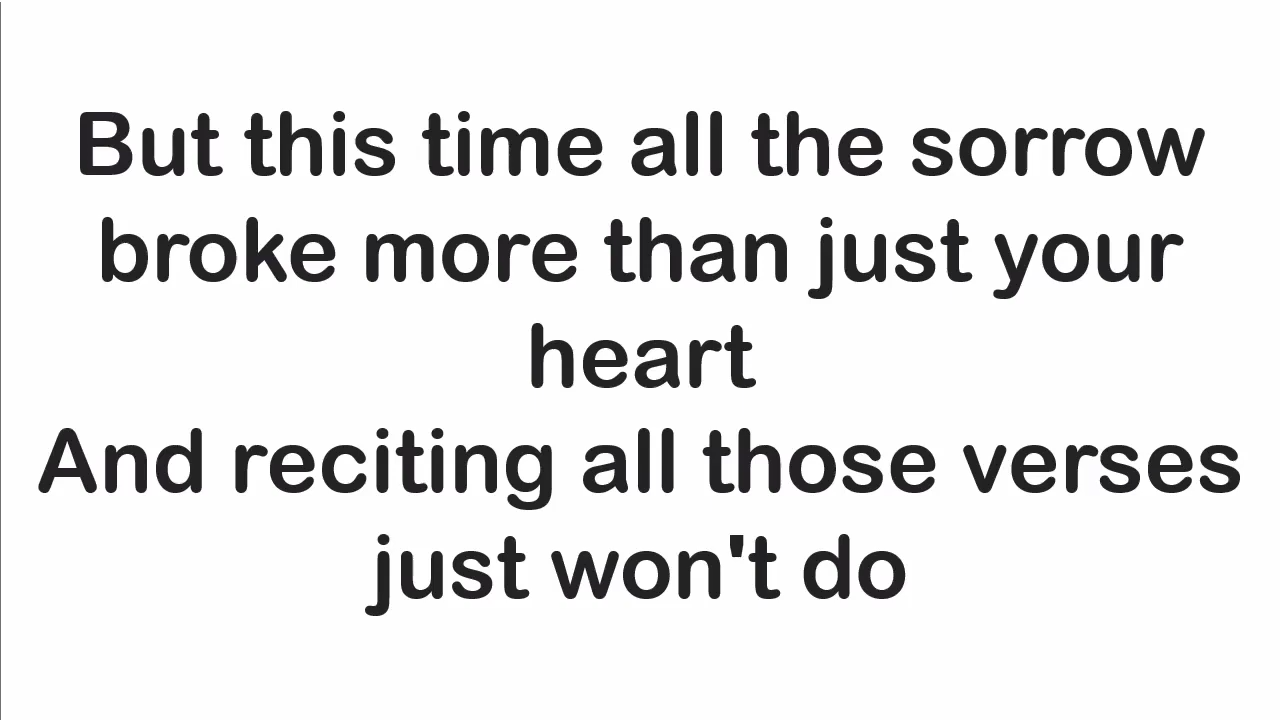 But this time all the sorrow
broke more than just your
heart
And reciting all those verses
just won't do